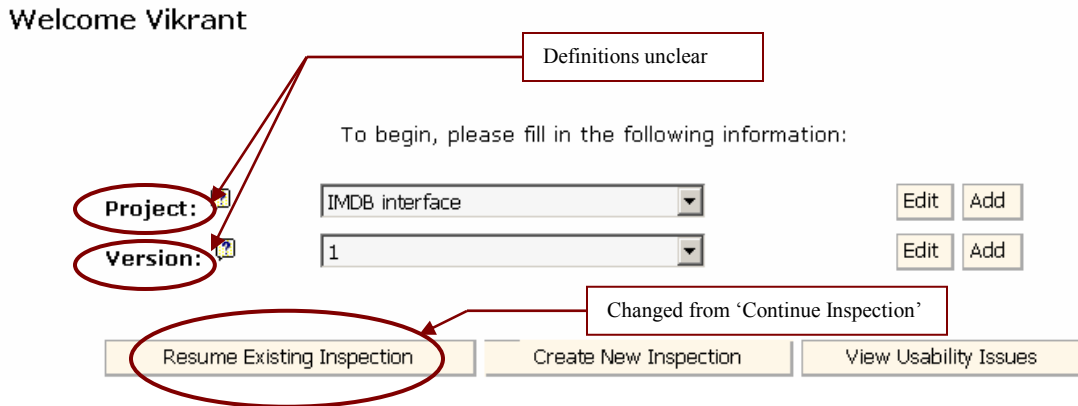 Welcome Vikrant
Definitions unclear
To begin, please fill in the following information:
Project: ? IMDB interface Edit Add
Version: ? 1 Edit Add
Changed from ‘Continue Inspection’
Resume Existing Inspection Create New Inspection View Usability Issues